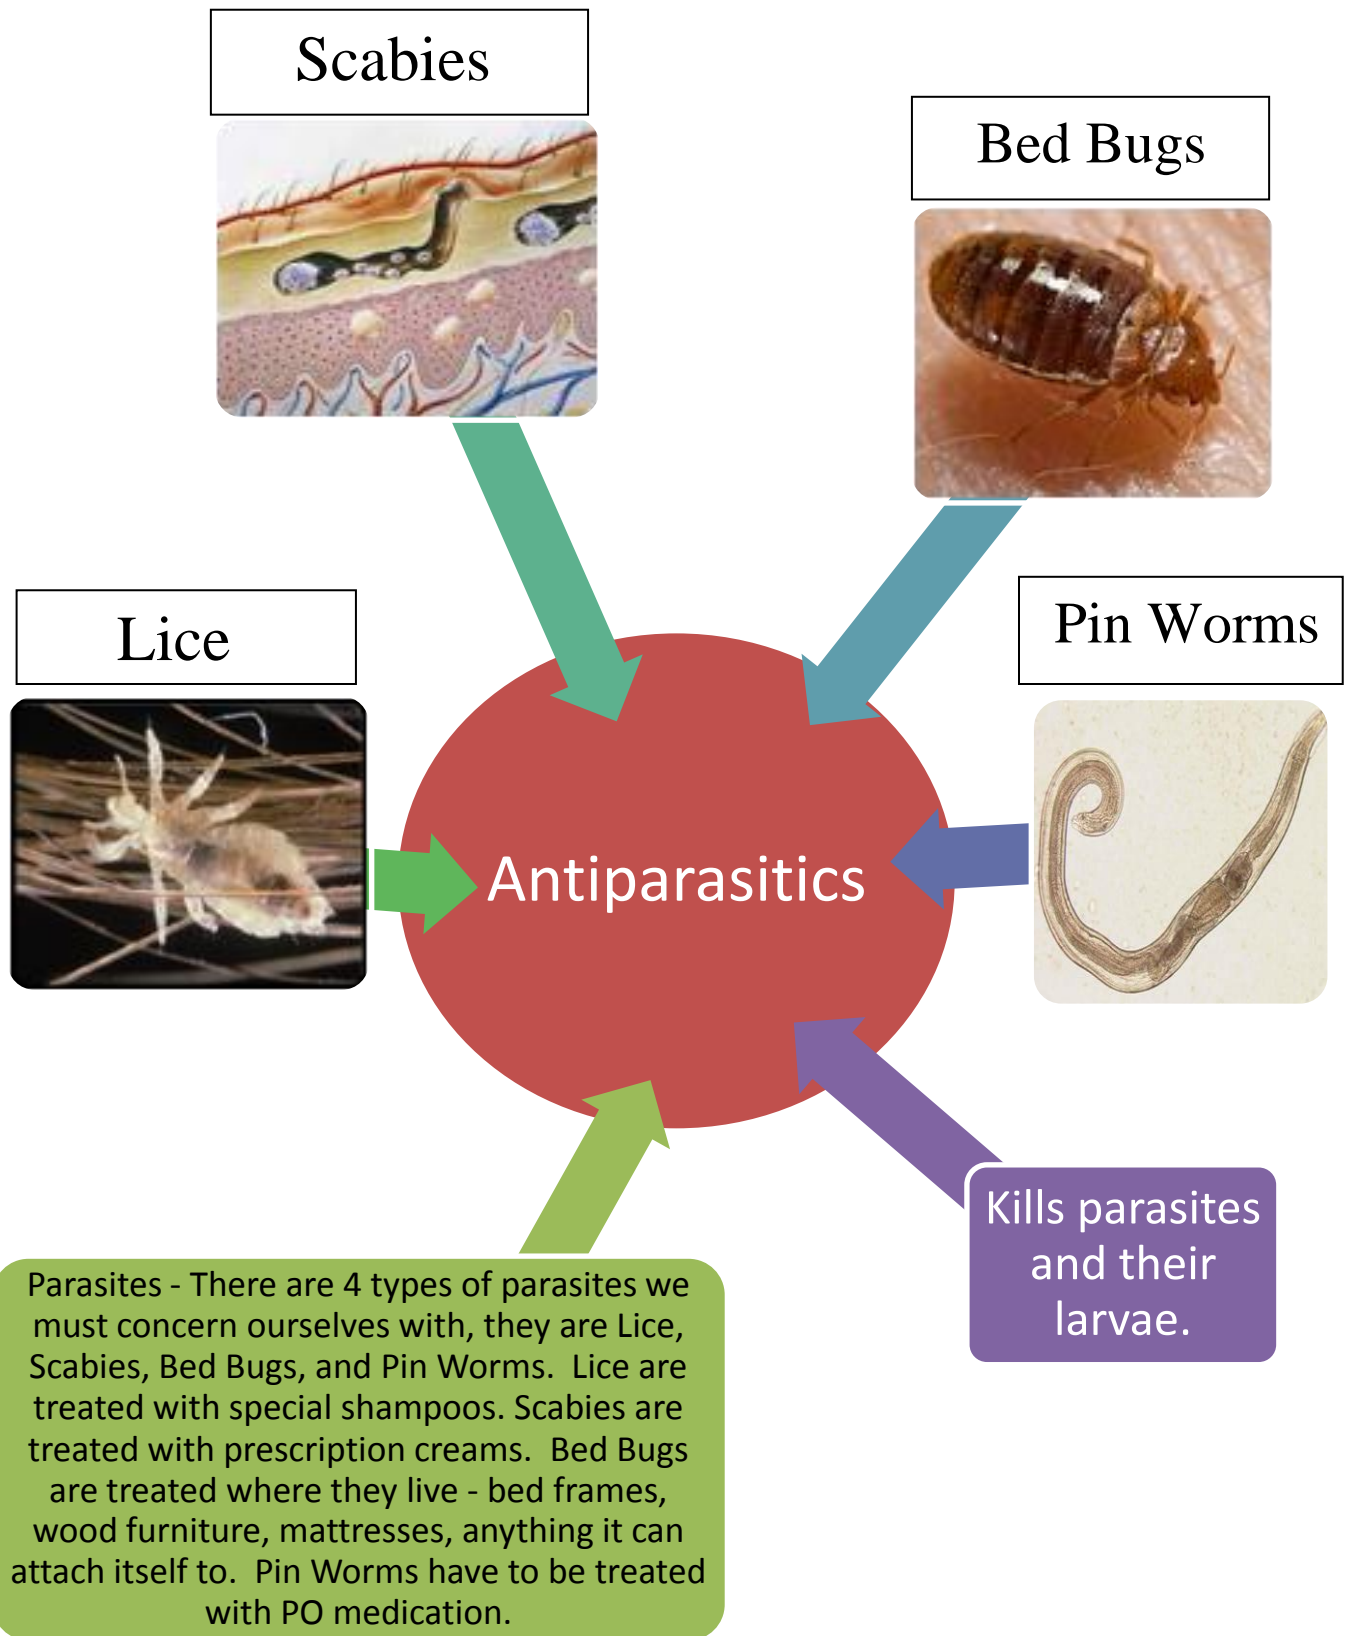 Scabies
Bed Bugs
Lice
Pin Worms
Antiparasitics
Kills parasites
and their
larvae.
Parasites - There are 4 types of parasites we
must concern ourselves with, they are Lice,
Scabies, Bed Bugs, and Pin Worms.  Lice are
treated with special shampoos. Scabies are
treated with prescription creams.  Bed Bugs
are treated where they live - bed frames,
wood furniture, mattresses, anything it can
attach itself to.  Pin Worms have to be treated
with PO medication.